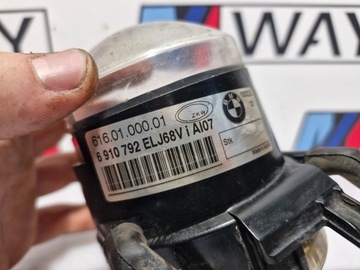 WAY
616.01.000.01
ZKW
BMW
6 910 792 ELJ68V i AI07
Stk